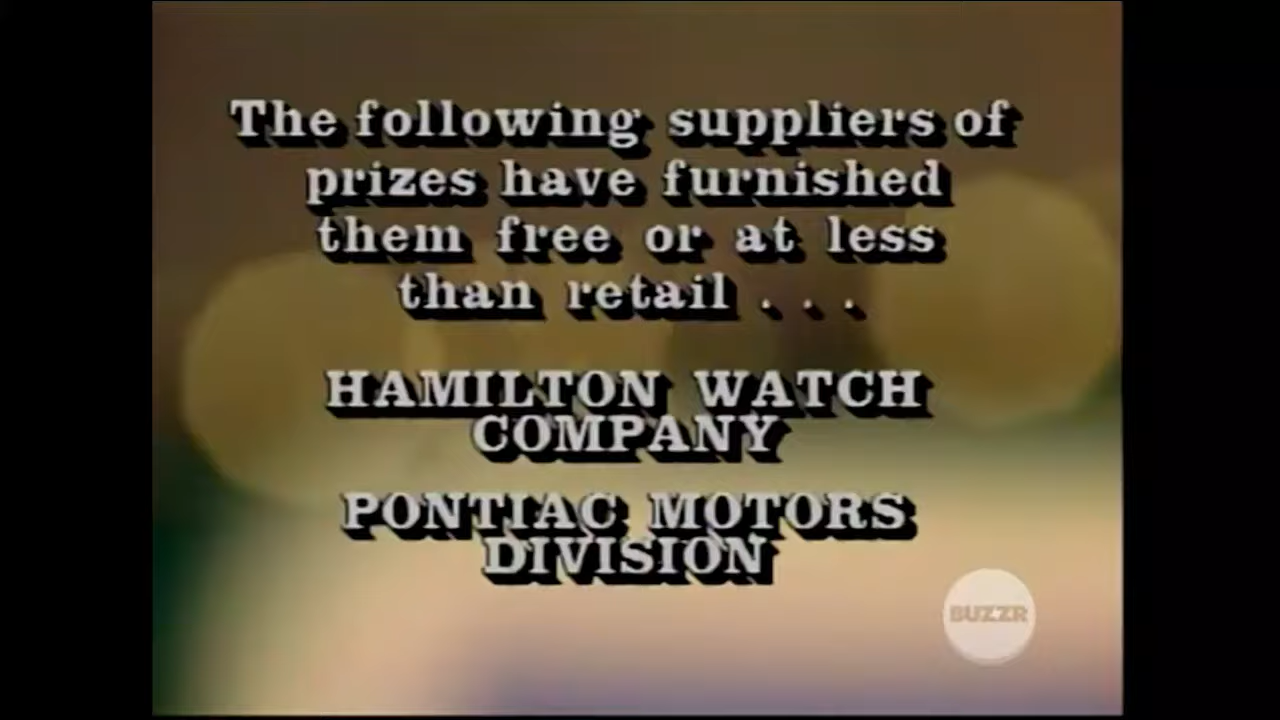 The following suppliers of
prizes have furnished
them free or at less
than retail . . .
HAMILTON WATCH
COMPANY
PONTIAC MOTORS
DIVISION
BUZZR